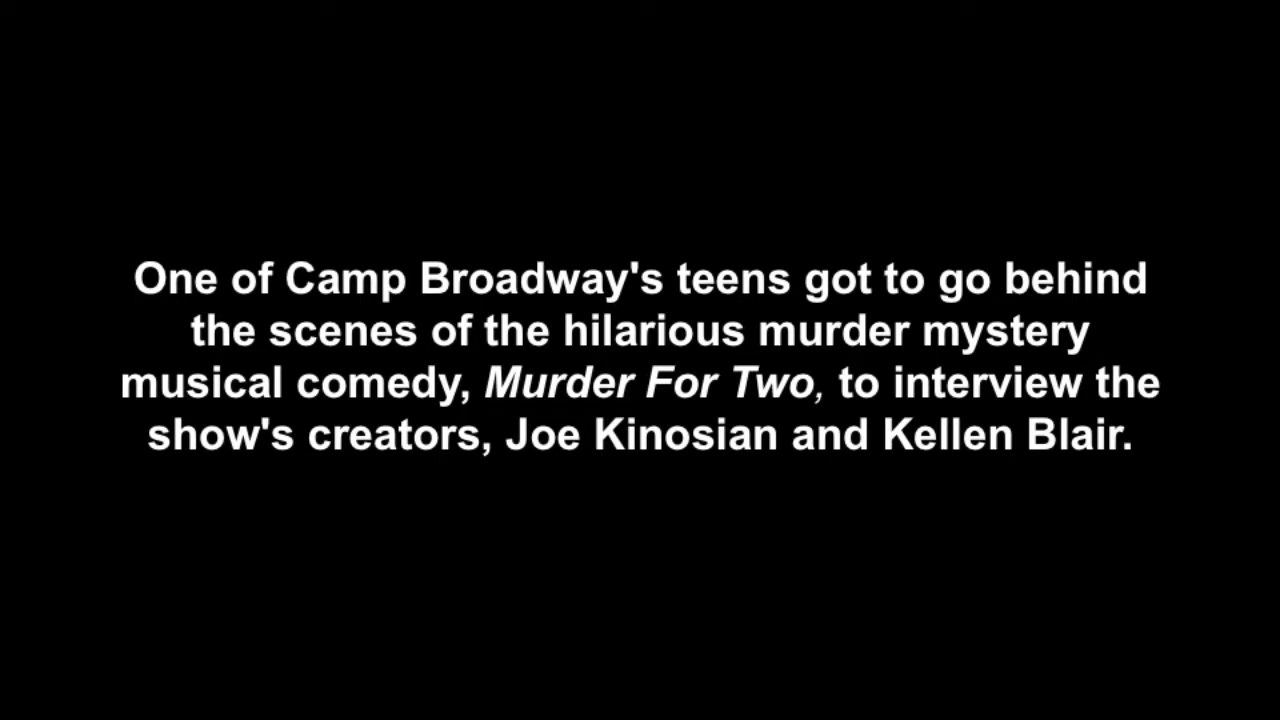 One of Camp Broadway's teens got to go behind
the scenes of the hilarious murder mystery
musical comedy, Murder For Two, to interview the
show's creators, Joe Kinosian and Kellen Blair.